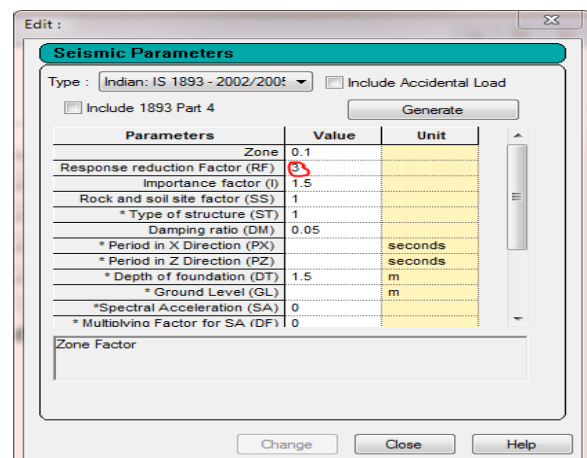 Edit :
Seismic Parameters
Type : Indian: IS 1893 - 2002/2005 Include Accidental Load
Include 1893 Part 4 Generate
Parameters Value Unit
Zone 0.1
Response reduction Factor (RF) 3
Importance factor (I) 1.5
Rock and soil site factor (SS) 1
* Type of structure (ST) 1
Damping ratio (DM) 0.05
* Period in X Direction (PX) seconds
* Period in Z Direction (PZ) seconds
* Depth of foundation (DT) 1.5 m
* Ground Level (GL) m
*Spectral Acceleration (SA) 0
* Multiplying Factor for SA (DF) 0
Zone Factor
Change Close Help